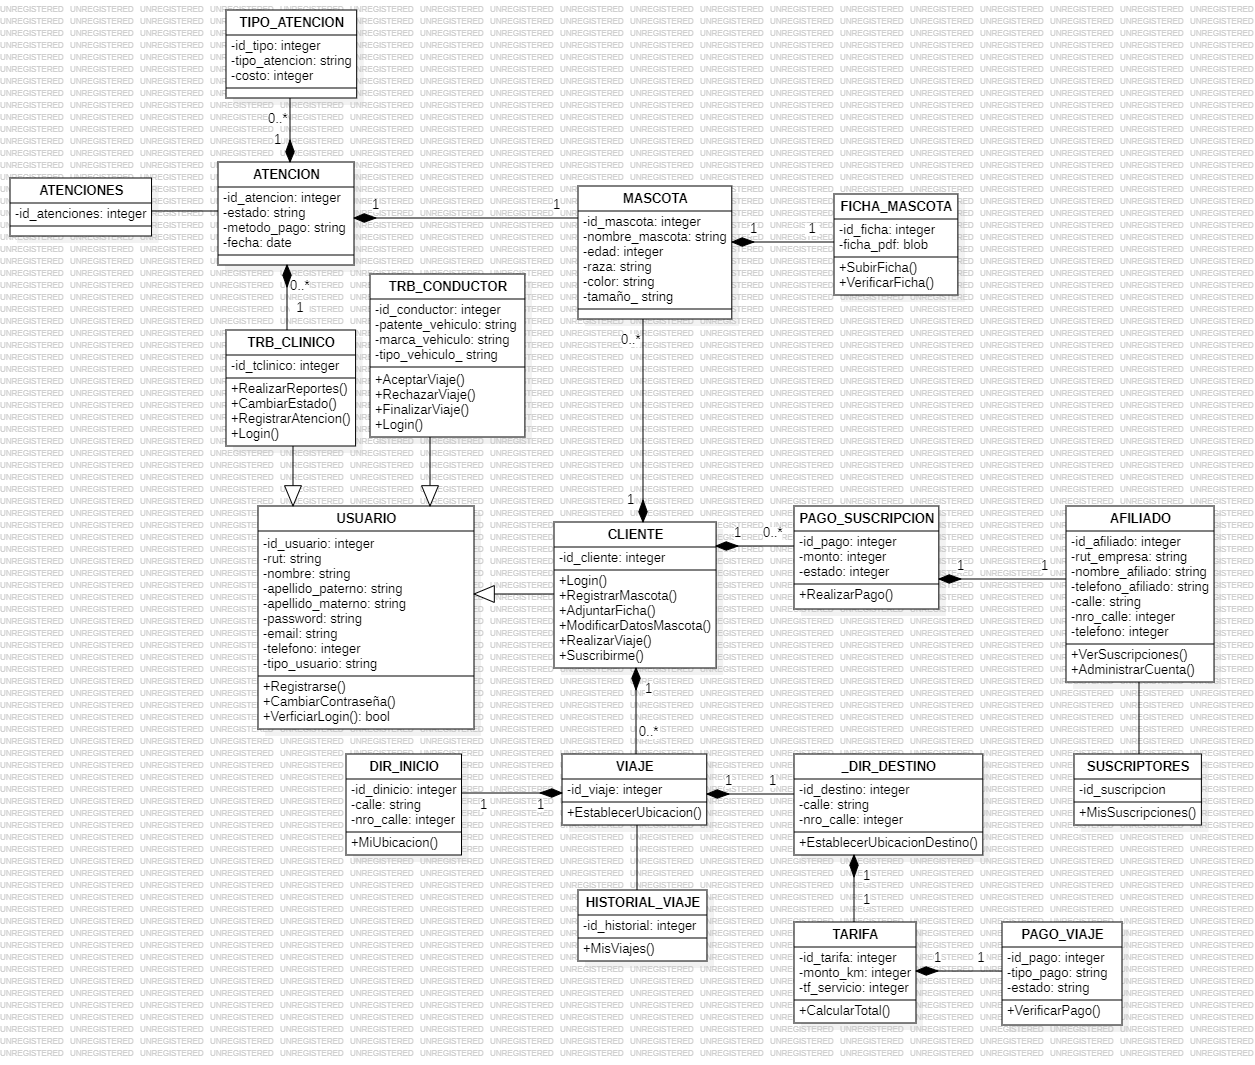 TIPO_ATENCION
-id_tipo: integer
-tipo_atencion: string
-costo: integer
0..*
1
ATENCIONES
-id_atenciones: integer
ATENCION
-id_atencion: integer
-estado: string
-metodo_pago: string
-fecha: date
1
1
MASCOTA
-id_mascota: integer
-nombre_mascota: string
-edad: integer
-raza: string
-color: string
-tamaño_ string
1
1
FICHA_MASCOTA
-id_ficha: integer
-ficha_pdf: blob
+SubirFicha()
+VerificarFicha()
0..*
1
TRB_CLINICO
-id_tclinico: integer
+RealizarReportes()
+CambiarEstado()
+RegistrarAtencion()
+Login()
TRB_CONDUCTOR
-id_conductor: integer
-patente_vehiculo: string
-marca_vehiculo: string
-tipo_vehiculo_ string
+AceptarViaje()
+RechazarViaje()
+FinalizarViaje()
+Login()
0..*
1
USUARIO
-id_usuario: integer
-rut: string
-nombre: string
-apellido_paterno: string
-apellido_materno: string
-password: string
-email: string
-telefono: integer
-tipo_usuario: string
+Registrarse()
+CambiarContraseña()
+VerficiarLogin(): bool
CLIENTE
-id_cliente: integer
+Login()
+RegistrarMascota()
+AdjuntarFicha()
+ModificarDatosMascota()
+RealizarViaje()
+Suscribirme()
1
0..*
PAGO_SUSCRIPCION
-id_pago: integer
-monto: integer
-estado: integer
+RealizarPago()
1
1
AFILIADO
-id_afiliado: integer
-rut_empresa: string
-nombre_afiliado: string
-telefono_afiliado: string
-calle: string
-nro_calle: integer
-telefono: integer
+VerSuscripciones()
+AdministrarCuenta()
1
0..*
DIR_INICIO
-id_dinicio: integer
-calle: string
-nro_calle: integer
+MiUbicacion()
1
1
VIAJE
-id_viaje: integer
+EstablecerUbicacion()
1
1
_DIR_DESTINO
-id_destino: integer
-calle: string
-nro_calle: integer
+EstablecerUbicacionDestino()
SUSCRIPTORES
-id_suscripcion
+MisSuscripciones()
1
1
HISTORIAL_VIAJE
-id_historial: integer
+MisViajes()
TARIFA
-id_tarifa: integer
-monto_km: integer
-tf_servicio: integer
+CalcularTotal()
1
1
PAGO_VIAJE
-id_pago: integer
-tipo_pago: string
-estado: string
+VerificarPago()
UNREGISTERED